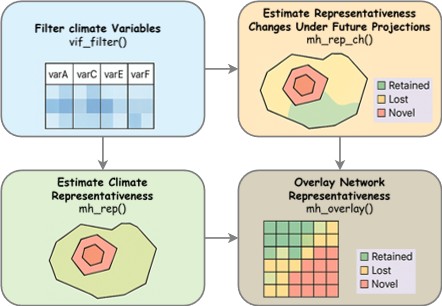 Filter climate Variables
vif_filter()
varA varC varE varF
Estimate Representativeness
Changes Under Future Projections
mh_rep_ch()
Retained
Lost
Novel
Estimate Climate
Representativeness
mh_rep()
Overlay Network
Representativeness
mh_overlay()
Retained
Lost
Novel